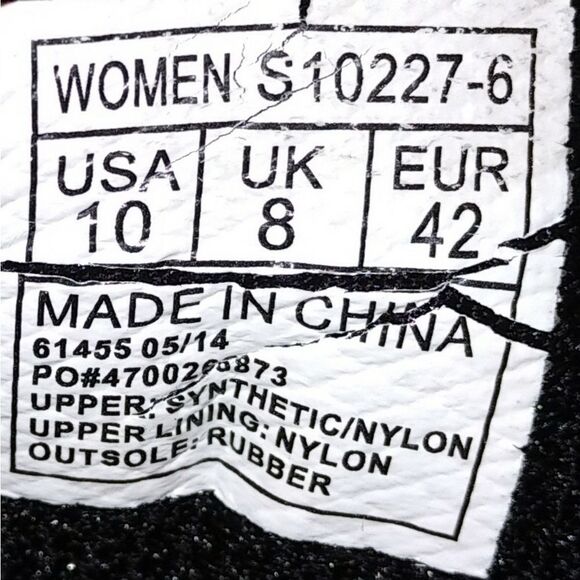 WOMEN S10227-6
USA UK EUR
10 8 42
MADE IN CHINA
61455 05/14
UPPER: SYNTHETIC/NYLON
UPPER LINING: NYLON
OUTSOLE: RUBBER